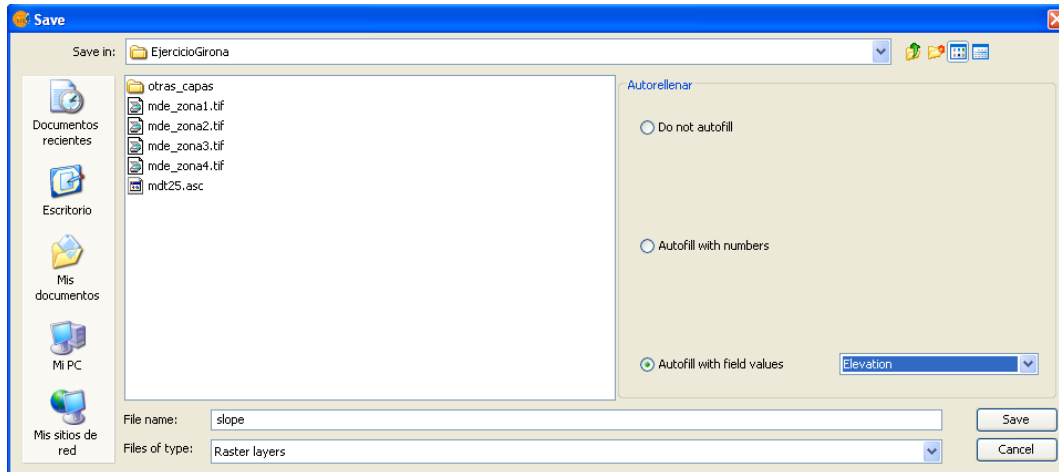 Save
Save in: EjercicioGirona
Documentos recientes
Escritorio
Mis documentos
Mi PC
Mis sitios de red
otras_capas
mde_zona1.tif
mde_zona2.tif
mde_zona3.tif
mde_zona4.tif
mdt25.asc
Autorellenar
Do not autofill
Autofill with numbers
Autofill with field values Elevation
File name: slope Save
Files of type: Raster layers Cancel